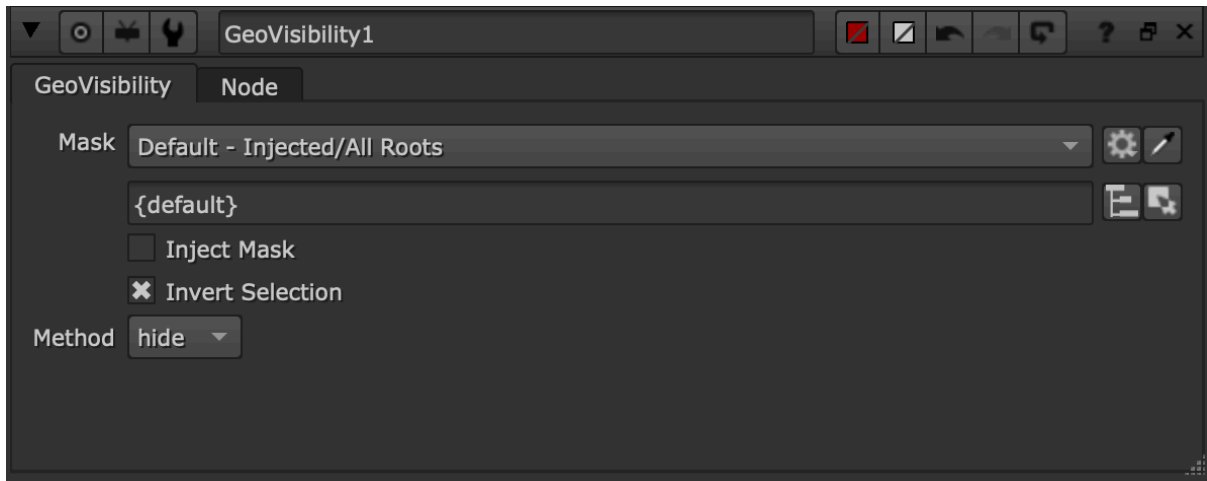 GeoVisibility1 ?
GeoVisibility Node
Mask Default - Injected/All Roots
{default}
Inject Mask
Invert Selection
Method hide